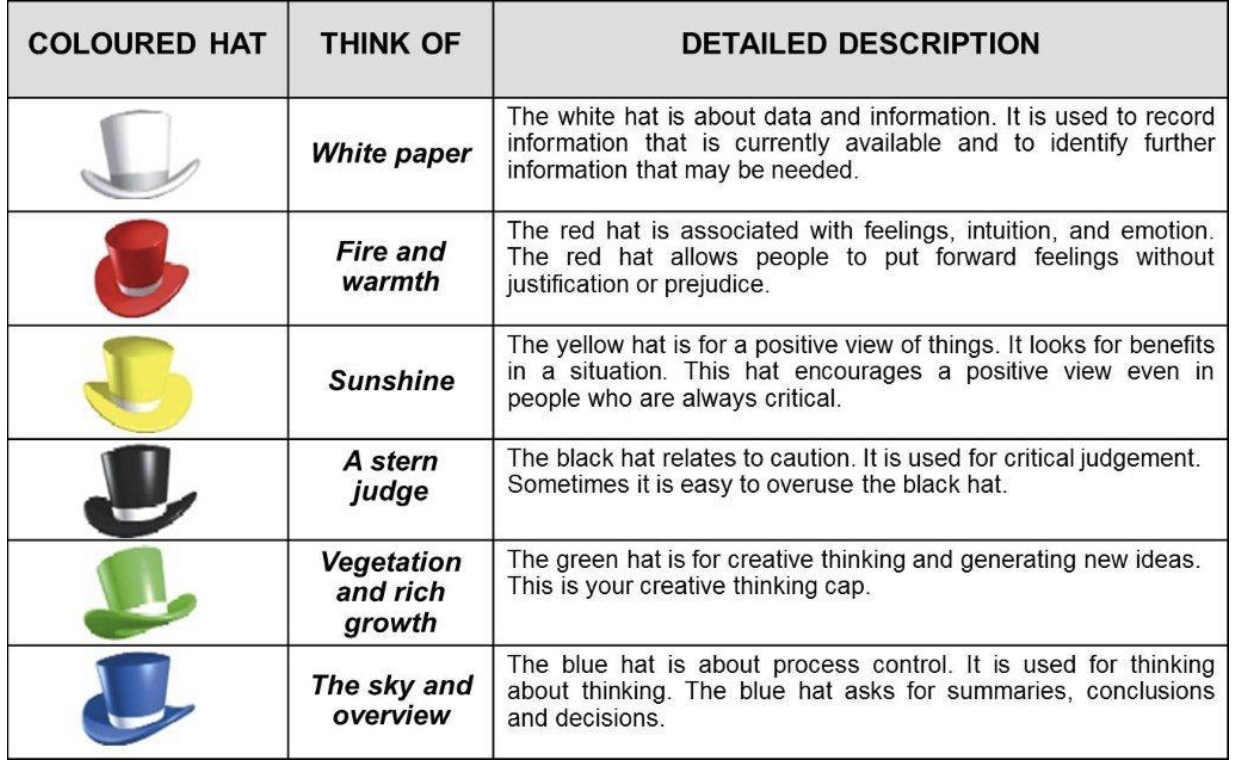 COLOURED HAT
THINK OF
DETAILED DESCRIPTION
White paper
The white hat is about data and information. It is used to record
information that is currently available and to identify further
information that may be needed.
Fire and
warmth
The red hat is associated with feelings, intuition, and emotion.
The red hat allows people to put forward feelings without
justification or prejudice.
Sunshine
The yellow hat is for a positive view of things. It looks for benefits
in a situation. This hat encourages a positive view even in
people who are always critical.
A stern
judge
The black hat relates to caution. It is used for critical judgement.
Sometimes it is easy to overuse the black hat.
Vegetation
and rich
growth
The green hat is for creative thinking and generating new ideas.
This is your creative thinking cap.
The sky and
overview
The blue hat is about process control. It is used for thinking
about thinking. The blue hat asks for summaries, conclusions
and decisions.